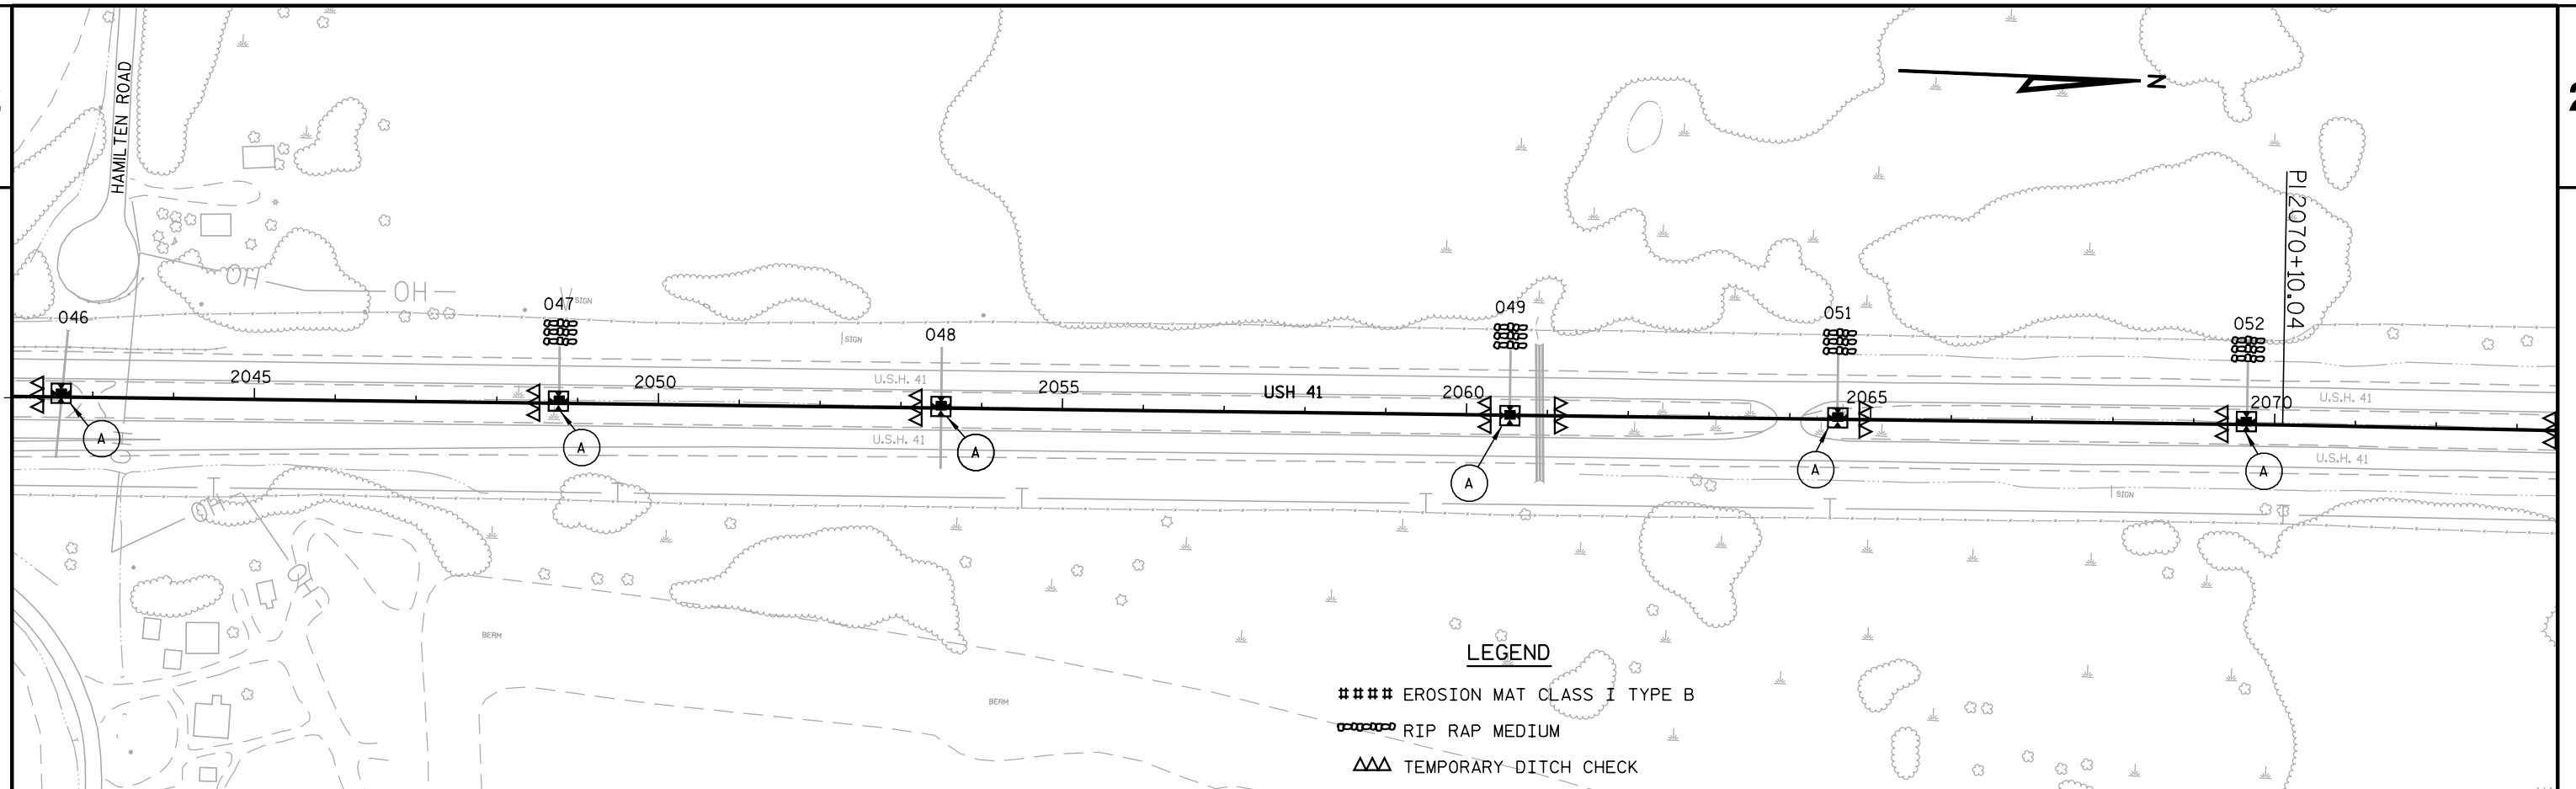 HAMILTEN ROAD
N
PI 2070+10.04
OH
OH
SIGN
SIGN
046
047
048
049
051
052
2045
2050
2055
2060
2065
2070
U.S.H. 41
USH 41
U.S.H. 41
U.S.H. 41
U.S.H. 41
A
A
A
A
A
A
SIGN
OH
OH
BERM
BERM
LEGEND
EROSION MAT CLASS I TYPE B
RIP RAP MEDIUM
TEMPORARY DITCH CHECK